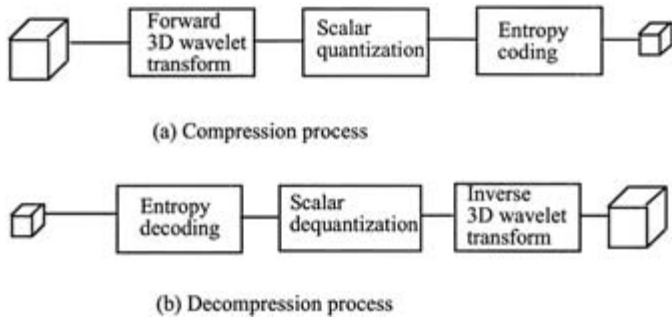 Forward
3D wavelet
transform
Scalar
quantization
Entropy
coding
(a) Compression process
Entropy
decoding
Scalar
dequantization
Inverse
3D wavelet
transform
(b) Decompression process